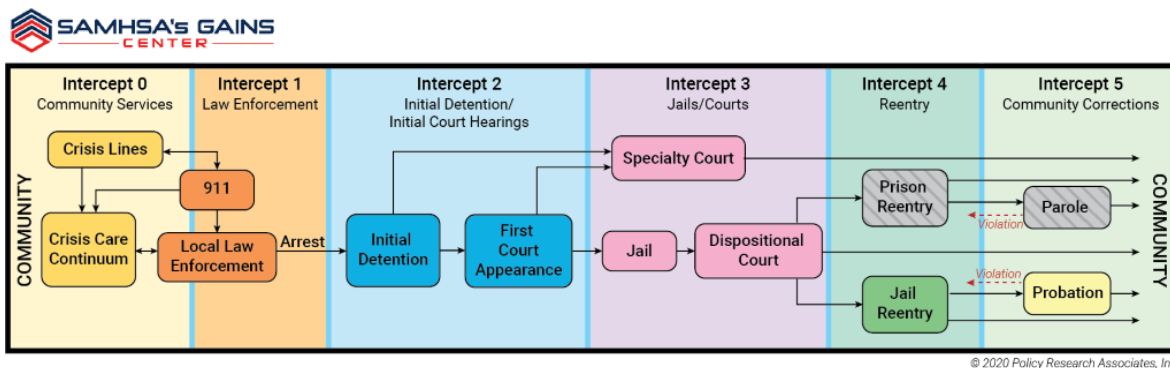 SAMHSA's GAINS
CENTER
Intercept 0
Community Services
Intercept 1
Law Enforcement
Intercept 2
Initial Detention/
Initial Court Hearings
Intercept 3
Jails/Courts
Intercept 4
Reentry
Intercept 5
Community Corrections
COMMUNITY
Crisis Lines
911
Crisis Care
Continuum
Local Law
Enforcement
Arrest
Initial
Detention
First
Court
Appearance
Specialty Court
Jail
Dispositional
Court
Prison
Reentry
Violation
Parole
Jail
Reentry
Violation
Probation
COMMUNITY
© 2020 Policy Research Associates, In